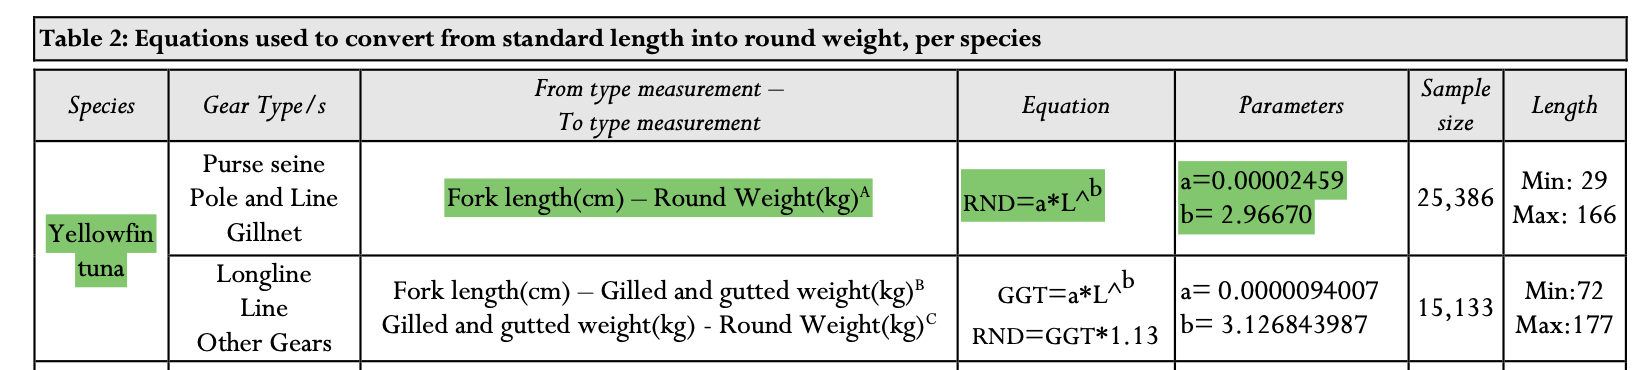 Table 2: Equations used to convert from standard length into round weight, per species
Species
Gear Type/s
From type measurement –
To type measurement
Equation
Parameters
Sample
size
Length
Yellowfin
tuna
Purse seine
Pole and Line
Gillnet
Fork length(cm) – Round Weight(kg)ᴬ
RND=a*L^b
a=0.00002459
b= 2.96670
25,386
Min: 29
Max: 166
Longline
Line
Other Gears
Fork length(cm) – Gilled and gutted weight(kg)ᴮ
Gilled and gutted weight(kg) - Round Weight(kg)ᶜ
GGT=a*L^b
RND=GGT*1.13
a= 0.0000094007
b= 3.126843987
15,133
Min:72
Max:177